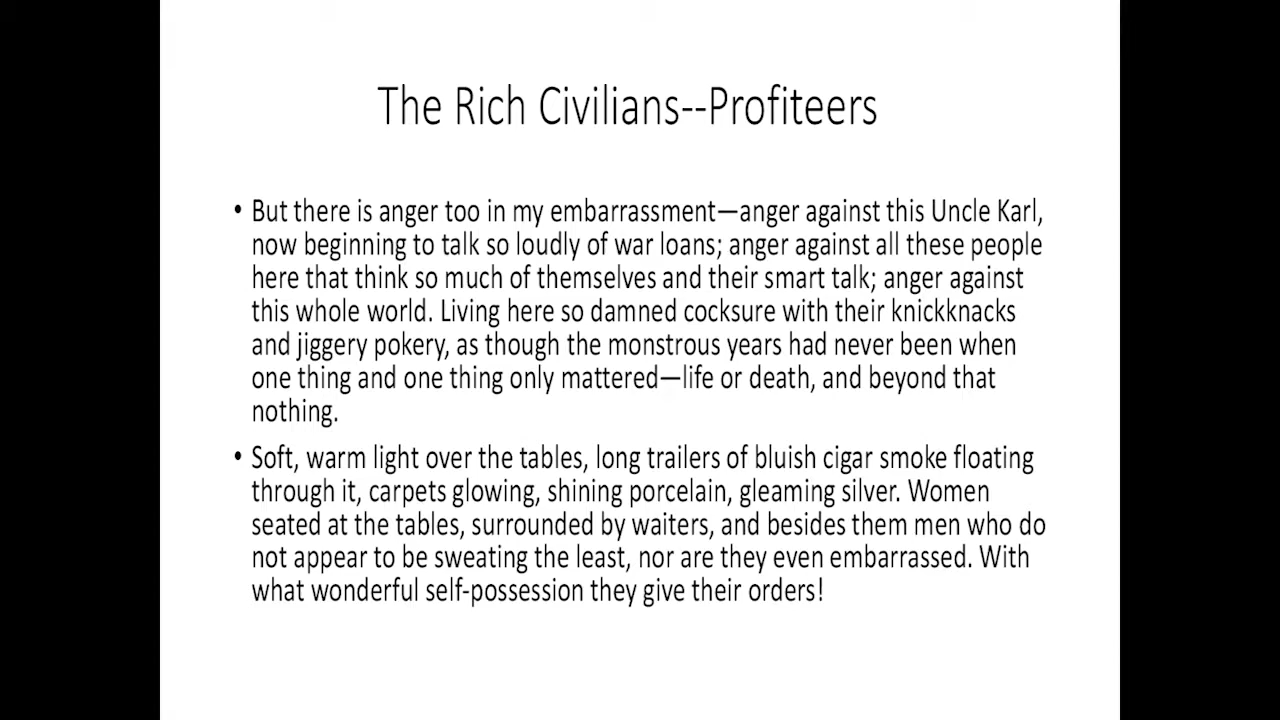 The Rich Civilians--Profiteers
• But there is anger too in my embarrassment—anger against this Uncle Karl,
now beginning to talk so loudly of war loans; anger against all these people
here that think so much of themselves and their smart talk; anger against
this whole world. Living here so damned cocksure with their knickknacks
and jiggery pokery, as though the monstrous years had never been when
one thing and one thing only mattered—life or death, and beyond that
nothing.
• Soft, warm light over the tables, long trailers of bluish cigar smoke floating
through it, carpets glowing, shining porcelain, gleaming silver. Women
seated at the tables, surrounded by waiters, and besides them men who do
not appear to be sweating the least, nor are they even embarrassed. With
what wonderful self-possession they give their orders!